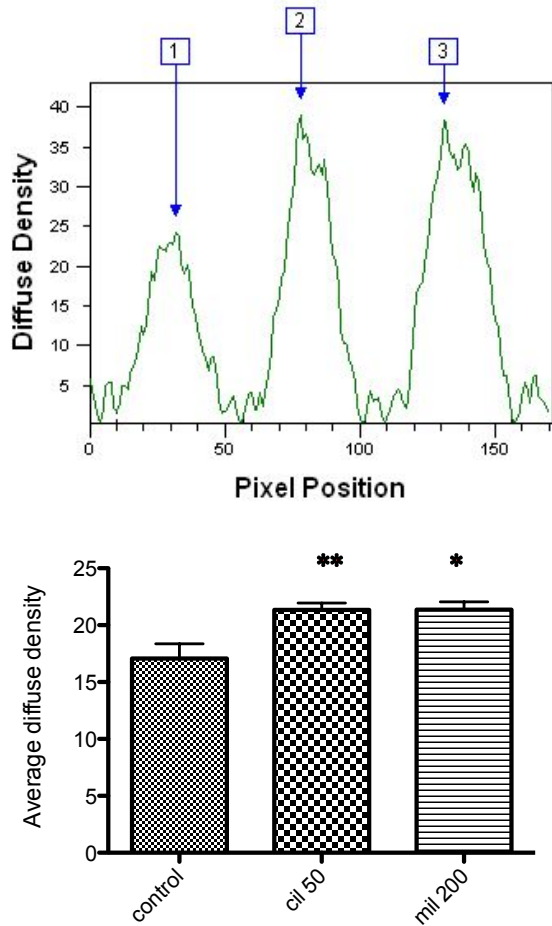 1 2 3
40
35
30
25
20
15
10
5
Diffuse Density
0 50 100 150
Pixel Position
** *
25
20
15
10
5
0
Average diffuse density
control cil 50 mil 200